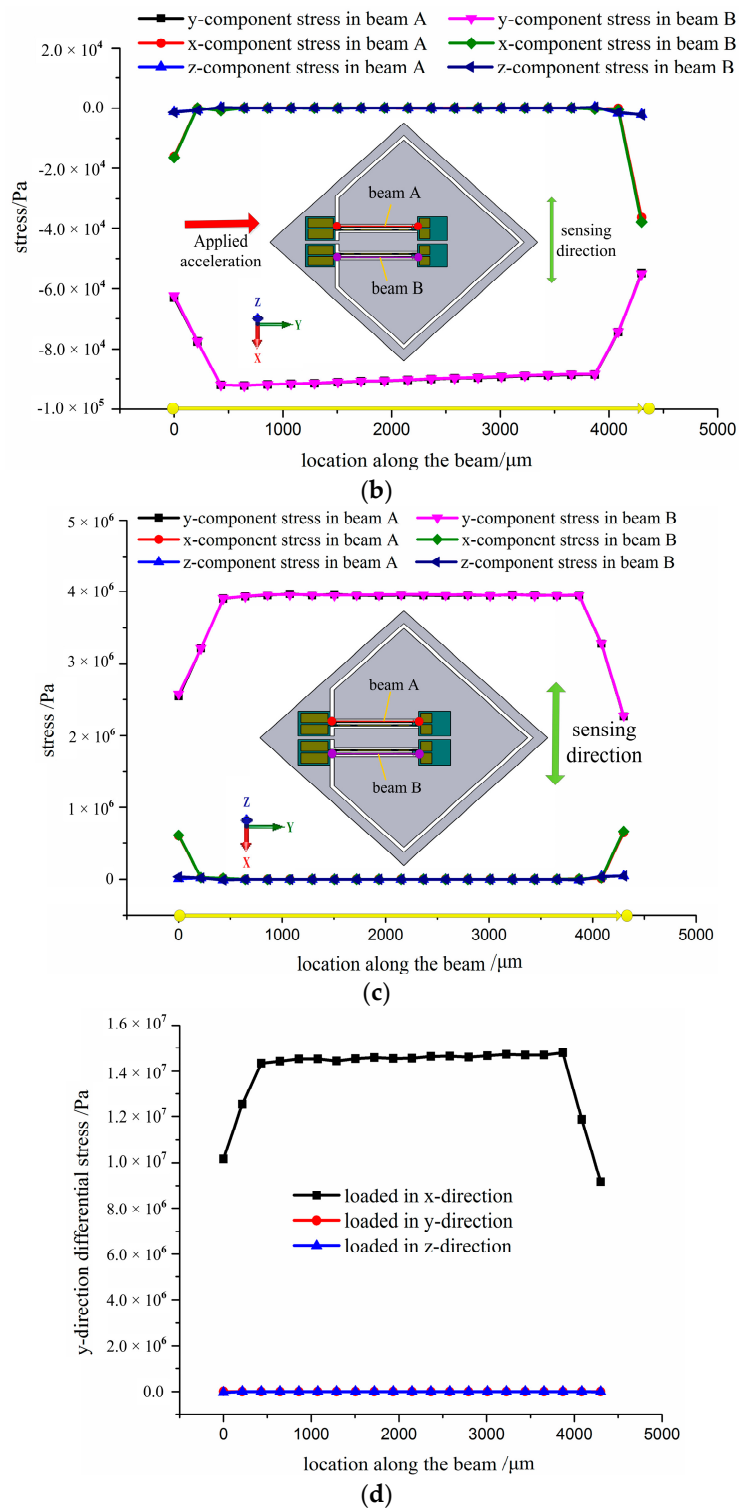 y-component stress in beam A y-component stress in beam B
x-component stress in beam A x-component stress in beam B
z-component stress in beam A z-component stress in beam B
2.0 × 10⁴
0.0
-2.0 × 10⁴
-4.0 × 10⁴
-6.0 × 10⁴
-8.0 × 10⁴
-1.0 × 10⁵
stress/Pa
beam A
Applied
acceleration
sensing
direction
beam B
Z
Y
X
0 1000 2000 3000 4000 5000
location along the beam/μm
(b)
y-component stress in beam A y-component stress in beam B
x-component stress in beam A x-component stress in beam B
z-component stress in beam A z-component stress in beam B
5 × 10⁶
4 × 10⁶
3 × 10⁶
2 × 10⁶
1 × 10⁶
0
stress /Pa
beam A
sensing
direction
beam B
Z
Y
X
0 1000 2000 3000 4000 5000
location along the beam /μm
(c)
1.6 × 10⁷
1.4 × 10⁷
1.2 × 10⁷
1.0 × 10⁷
8.0 × 10⁶
6.0 × 10⁶
4.0 × 10⁶
2.0 × 10⁶
0.0
y-direction differential stress /Pa
loaded in x-direction
loaded in y-direction
loaded in z-direction
0 1000 2000 3000 4000 5000
location along the beam /μm
(d)